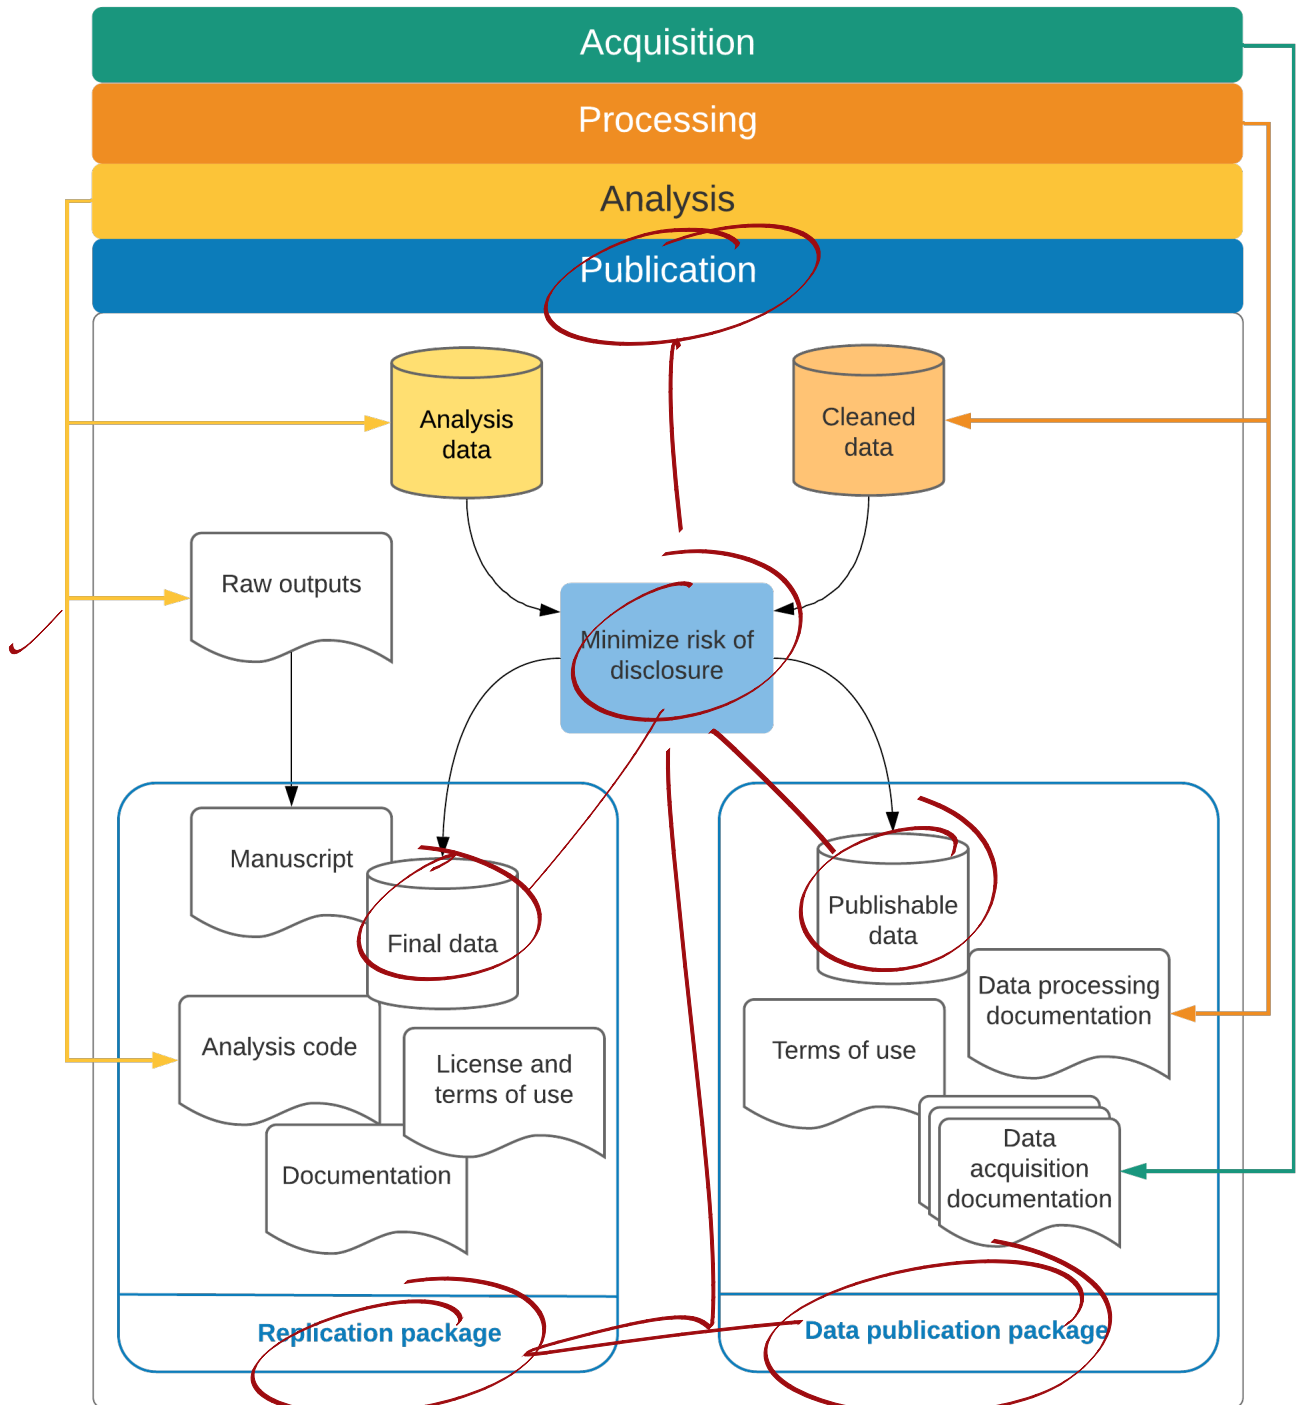 Acquisition
Processing
Analysis
Publication
Analysis
data
Cleaned
data
Raw outputs
Minimize risk of
disclosure
Manuscript
Final data
Analysis code
License and
terms of use
Documentation
Replication package
Publishable
data
Data processing
documentation
Terms of use
Data
acquisition
documentation
Data publication package